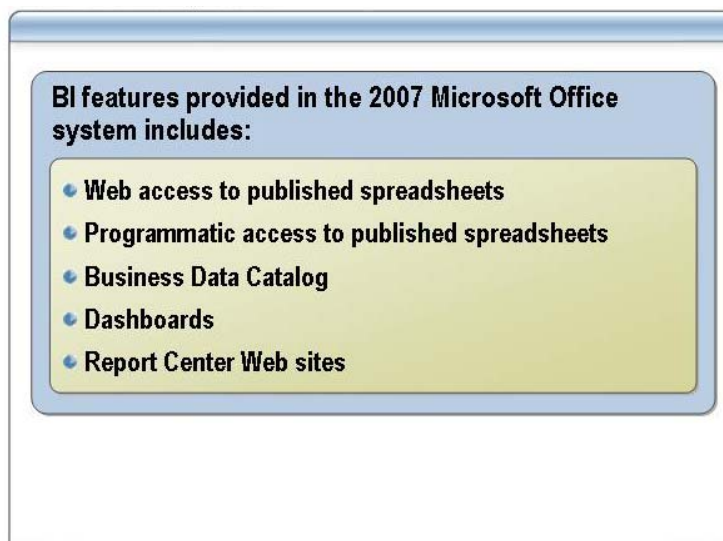 BI features provided in the 2007 Microsoft Office
system includes:
Web access to published spreadsheets
Programmatic access to published spreadsheets
Business Data Catalog
Dashboards
Report Center Web sites